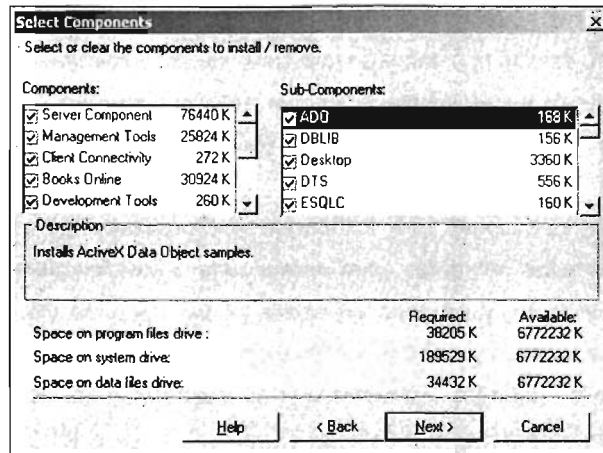 Select Components
Select or clear the components to install / remove.
Components:
Sub-Components:
Server Component 76440 K
Management Tools 25824 K
Client Connectivity 272 K
Books Online 30924 K
Development Tools 260 K
ADO 168 K
DBLIB 156 K
Desktop 3360 K
DTS 556 K
ESQLC 160 K
Description
Installs ActiveX Data Object samples.
Required: Available:
Space on program files drive : 38205 K 6772232 K
Space on system drive: 189529 K 6772232 K
Space on data files drive: 34432 K 6772232 K
Help < Back Next > Cancel